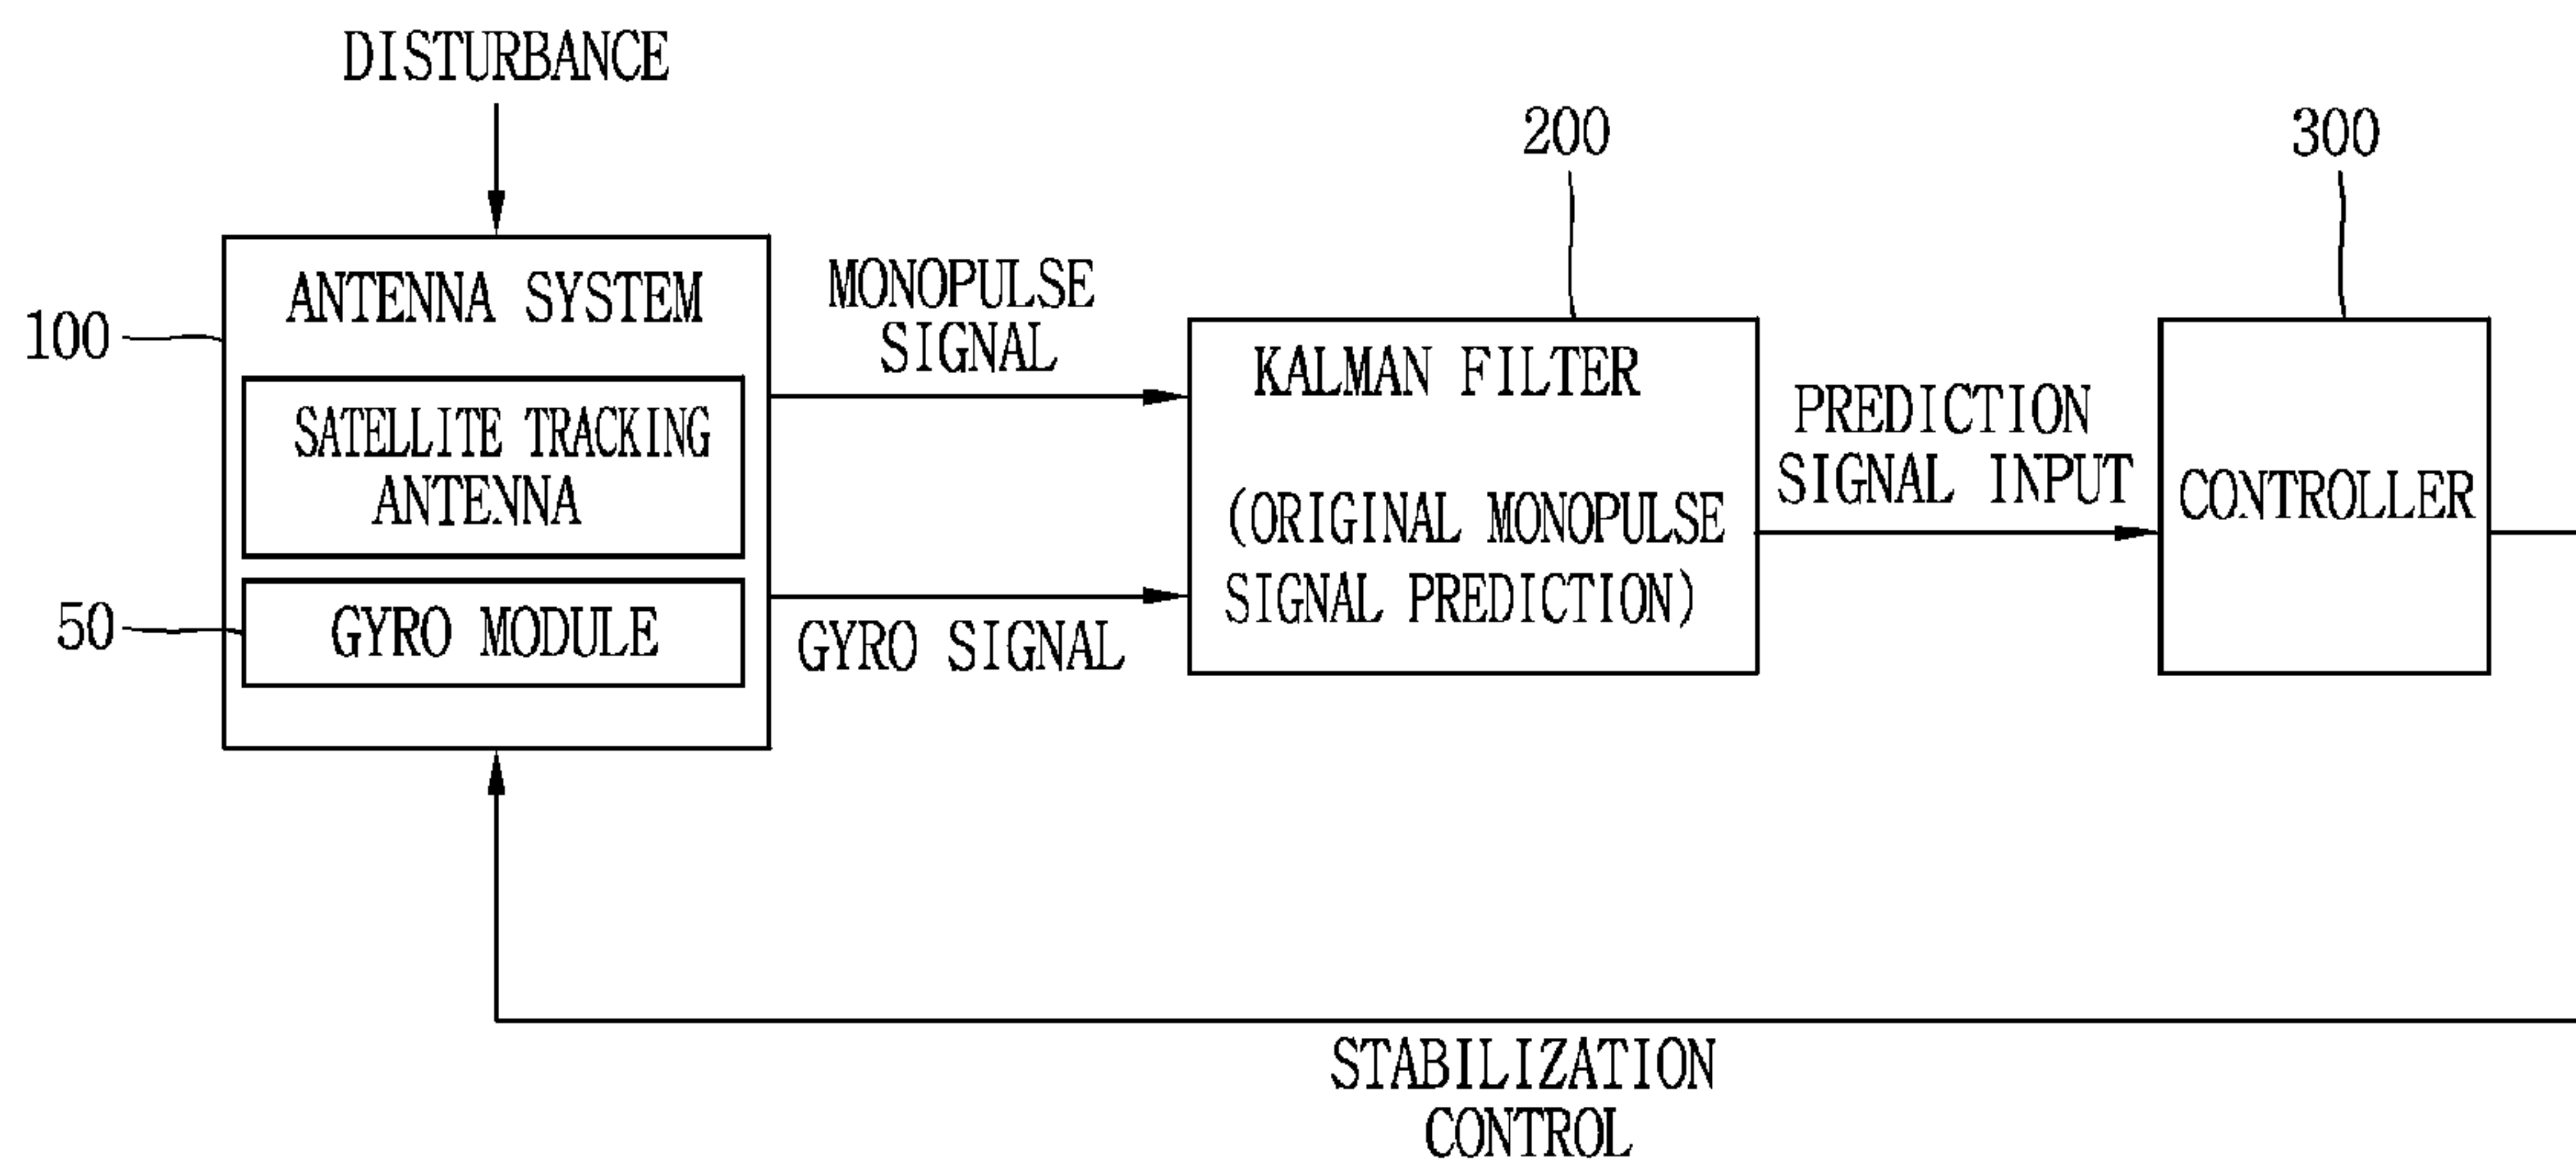 DISTURBANCE
200
300
100
ANTENNA SYSTEM
SATELLITE TRACKING
ANTENNA
50
GYRO MODULE
MONOPULSE
SIGNAL
GYRO SIGNAL
KALMAN FILTER
(ORIGINAL MONOPULSE
SIGNAL PREDICTION)
PREDICTION
SIGNAL INPUT
CONTROLLER
STABILIZATION
CONTROL